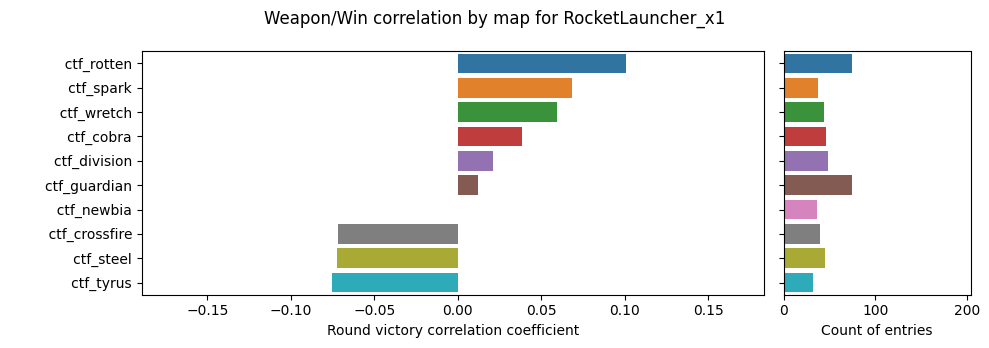 Weapon/Win correlation by map for RocketLauncher_x1
ctf_rotten
ctf_spark
ctf_wretch
ctf_cobra
ctf_division
ctf_guardian
ctf_newbia
ctf_crossfire
ctf_steel
ctf_tyrus
−0.15 −0.10 −0.05 0.00 0.05 0.10 0.15
Round victory correlation coefficient
0 100 200
Count of entries